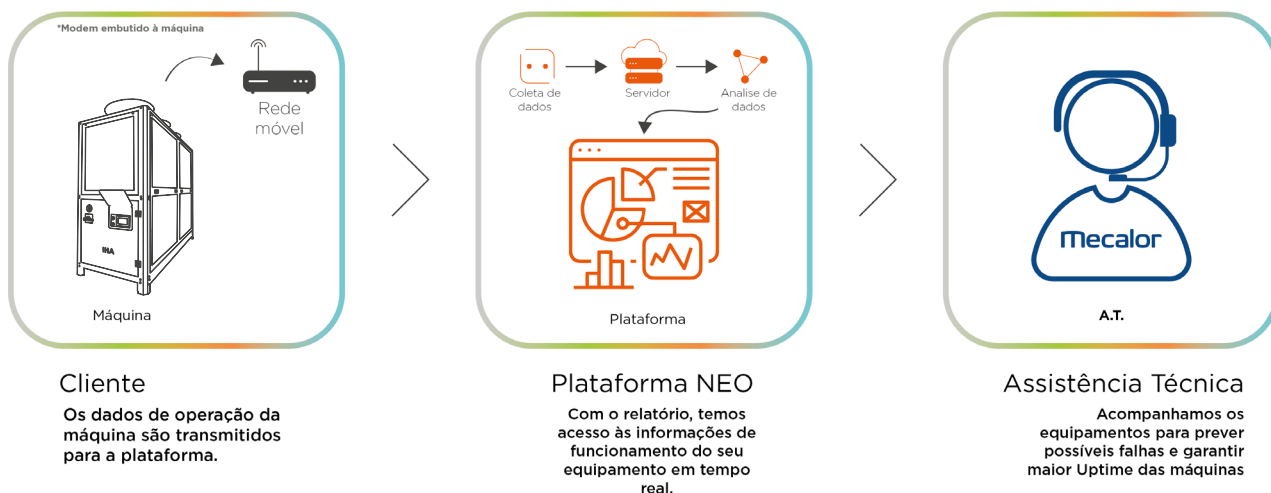 *Modem embutido à máquina
Rede
móvel
IHA
Máquina
Cliente
Os dados de operação da
máquina são transmitidos
para a plataforma.
Coleta de
dados
Servidor
Analise de
dados
Plataforma
Plataforma NEO
Com o relatório, temos
acesso às informações de
funcionamento do seu
equipamento em tempo
real.
mecalor
A.T.
Assistência Técnica
Acompanhamos os
equipamentos para prever
possíveis falhas e garantir
maior Uptime das máquinas